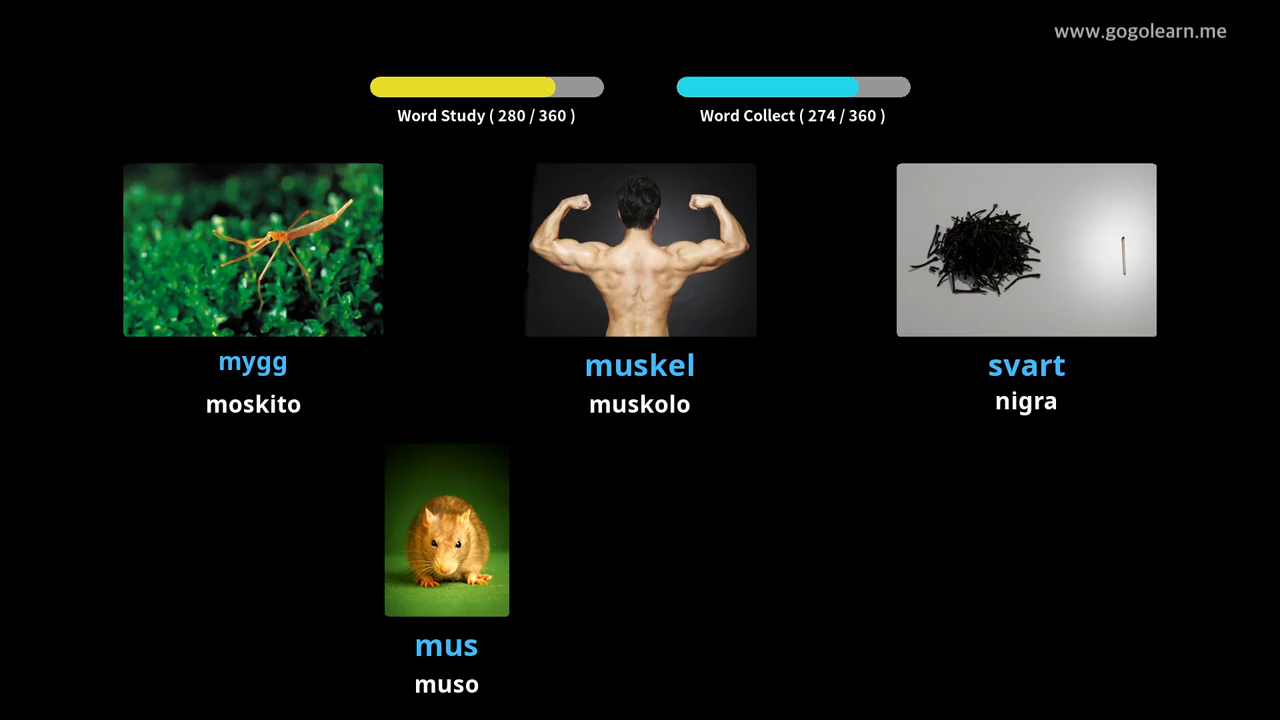 www.gogolearn.me
Word Study ( 280 / 360 )
Word Collect ( 274 / 360 )
mygg
moskito
muskel
muskolo
svart
nigra
mus
muso